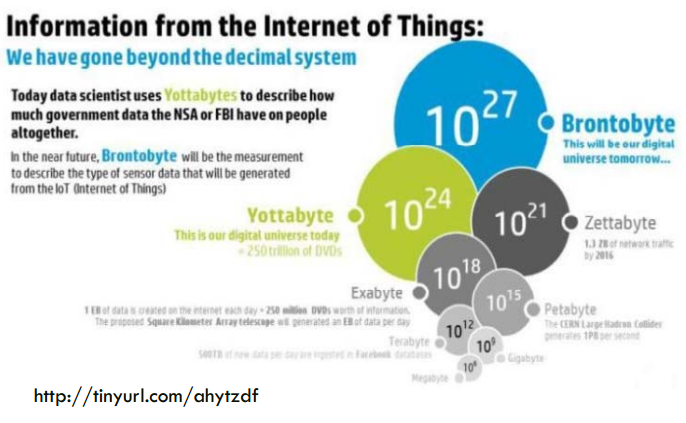 Information from the Internet of Things:
We have gone beyond the decimal system
Today data scientist uses Yottabytes to describe how
much government data the NSA or FBI have on people
altogether.
In the near future, Brontobyte will be the measurement
to describe the type of sensor data that will be generated
from the IoT (Internet of Things)
10^27
Brontobyte
This will be our digital
universe tomorrow...
10^24
Yottabyte
This is our digital universe today
= 250 trillion of DVDs
10^21
Zettabyte
1.3 ZB of network traffic
by 2016
10^18
Exabyte
1 EB of data is created on the internet each day = 250 million DVDs worth of information.
The proposed Square Kilometer Array telescope will generated an EB of data per day
10^15
Petabyte
The CERN Large Hadron Collider
generates 1PB per second
10^12
Terabyte
500TB of new data per day are ingested in Facebook databases
10^9
Gigabyte
10^6
Megabyte
http://tinyurl.com/ahytzdf